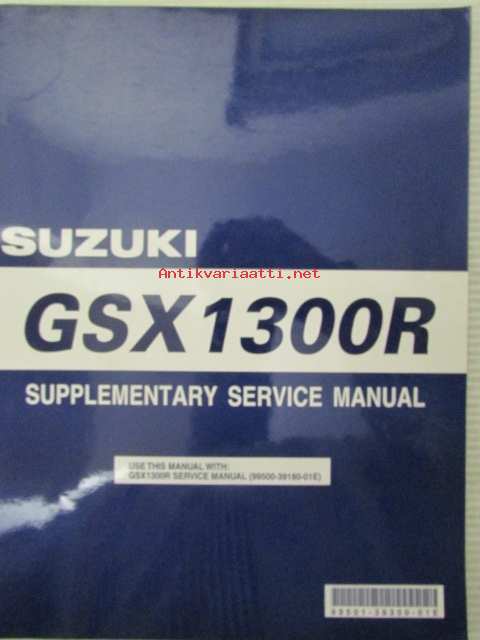 SUZUKI
Antikvariaatti.net
GSX1300R
SUPPLEMENTARY SERVICE MANUAL
USE THIS MANUAL WITH:
GSX1300R SERVICE MANUAL (99500-39180-01E)